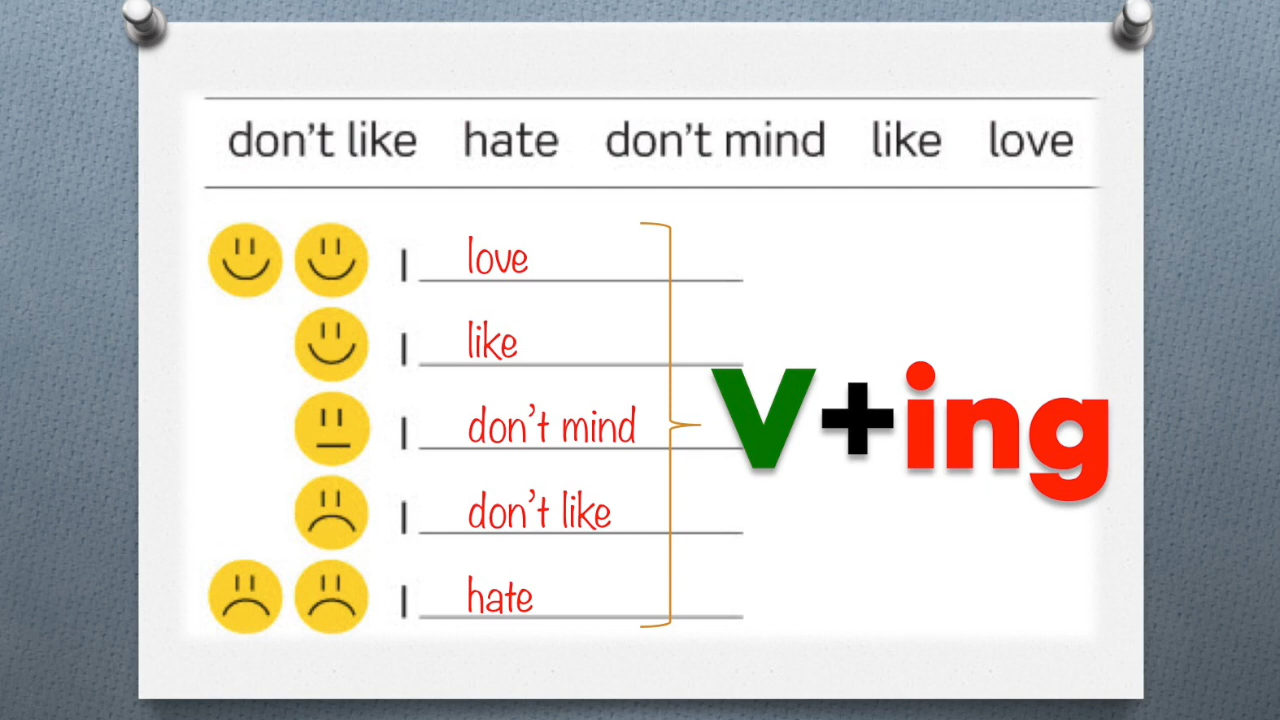 don't like hate don't mind like love
I love
I like
I don't mind
I don't like
I hate
V+ing